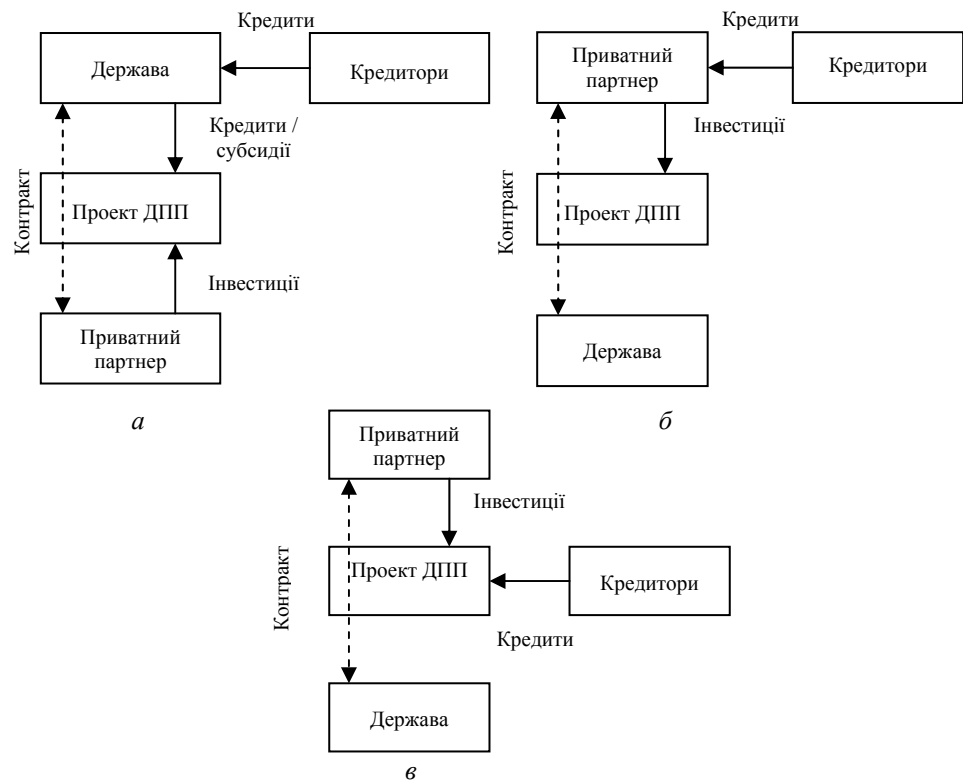 Кредити
Держава
Кредитори
Кредити /
субсидії
Контракт
Проект ДПП
Інвестиції
Приватний
партнер
а
Кредити
Приватний
партнер
Кредитори
Інвестиції
Контракт
Проект ДПП
Держава
б
Приватний
партнер
Інвестиції
Контракт
Проект ДПП
Кредитори
Кредити
Держава
в